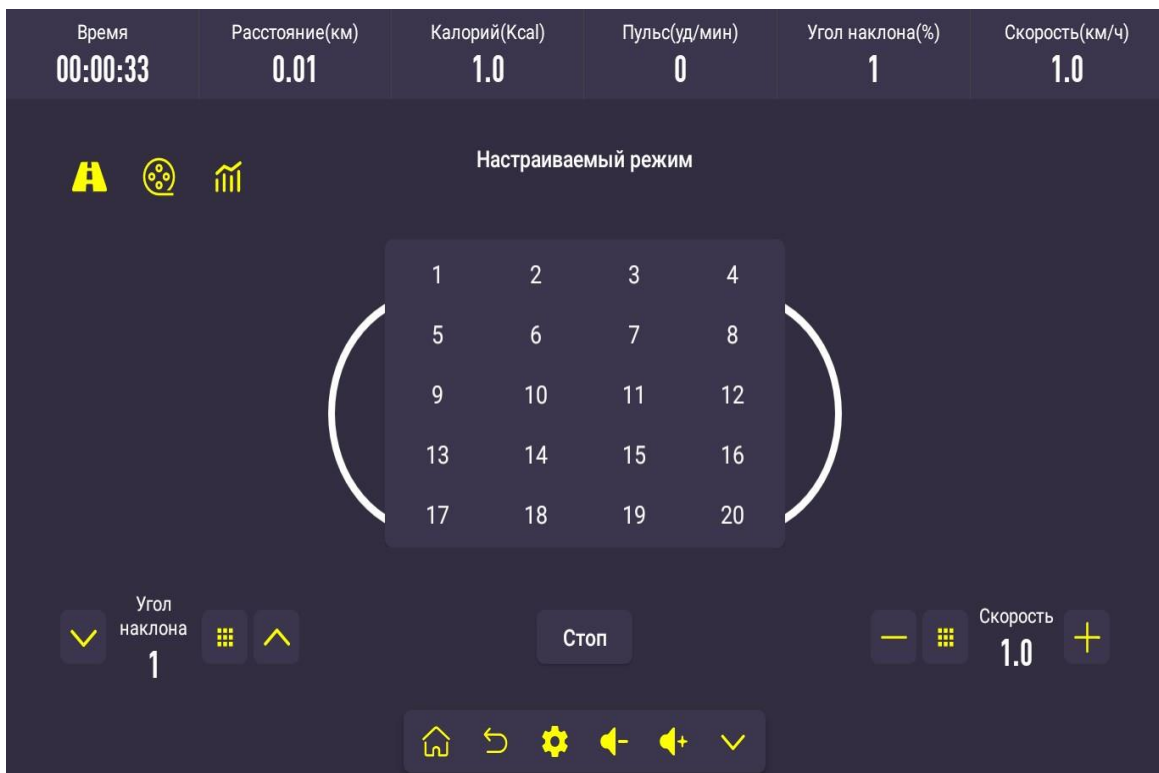 Время Расстояние(км) Калорий(Kcal) Пульс(уд/мин) Угол наклона(%) Скорость(км/ч)
00:00:33 0.01 1.0 0 1 1.0
Настраиваемый режим
1 2 3 4
5 6 7 8
9 10 11 12
13 14 15 16
17 18 19 20
Угол
наклона
1
Стоп
Скорость
1.0